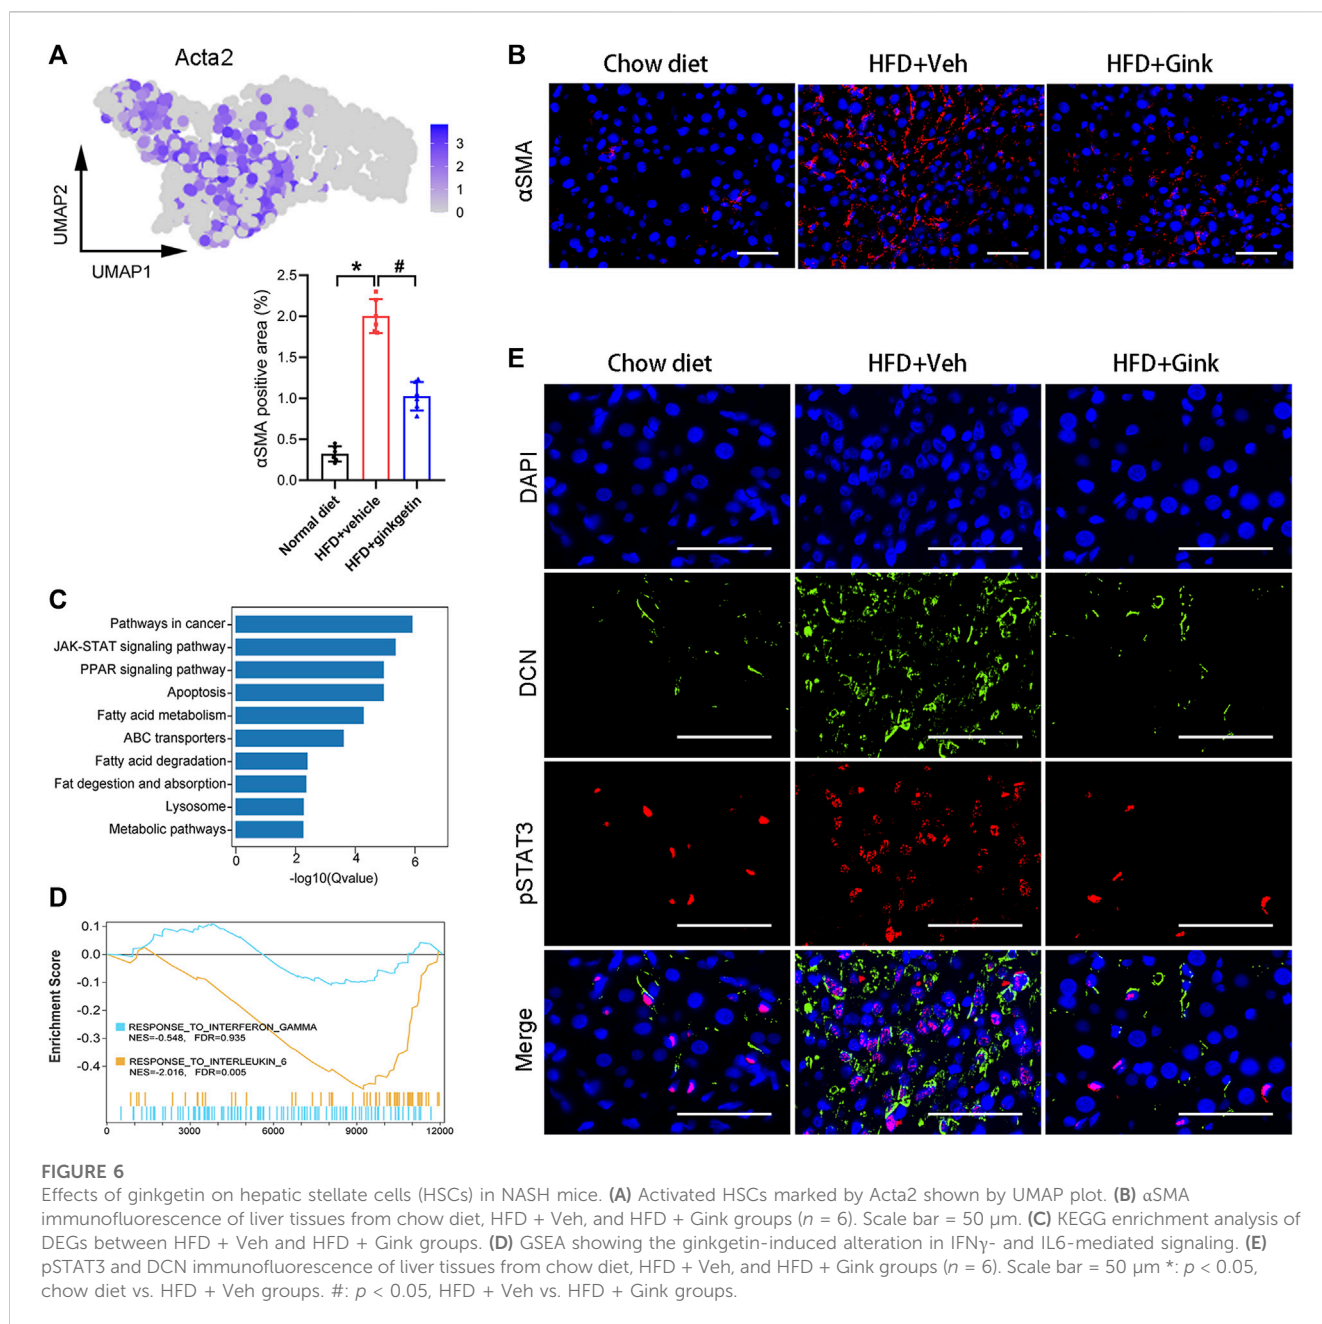 A
Acta2
3
2
1
0
UMAP2
UMAP1
B
Chow diet
HFD+Veh
HFD+Gink
αSMA
αSMA positive area (%)
2.5
2.0
1.5
1.0
0.5
0.0
*
#
Normal diet
HFD+vehicle
HFD+ginkgetin
C
Pathways in cancer
JAK-STAT signaling pathway
PPAR signaling pathway
Apoptosis
Fatty acid metabolism
ABC transporters
Fatty acid degradation
Fat degestion and absorption
Lysosome
Metabolic pathways
0 2 4 6
-log10(Qvalue)
D
Enrichment Score
0.1
0.0
-0.1
-0.2
-0.3
-0.4
RESPONSE_TO_INTERFERON_GAMMA
NES=-0.548, FDR=0.935
RESPONSE_TO_INTERLEUKIN_6
NES=-2.016, FDR=0.005
0 3000 6000 9000 12000
E
Chow diet
HFD+Veh
HFD+Gink
DAPI
DCN
pSTAT3
Merge
FIGURE 6
Effects of ginkgetin on hepatic stellate cells (HSCs) in NASH mice. (A) Activated HSCs marked by Acta2 shown by UMAP plot. (B) αSMA
immunofluorescence of liver tissues from chow diet, HFD + Veh, and HFD + Gink groups (n = 6). Scale bar = 50 μm. (C) KEGG enrichment analysis of
DEGs between HFD + Veh and HFD + Gink groups. (D) GSEA showing the ginkgetin-induced alteration in IFNγ- and IL6-mediated signaling. (E)
pSTAT3 and DCN immunofluorescence of liver tissues from chow diet, HFD + Veh, and HFD + Gink groups (n = 6). Scale bar = 50 μm *: p < 0.05,
chow diet vs. HFD + Veh groups. #: p < 0.05, HFD + Veh vs. HFD + Gink groups.